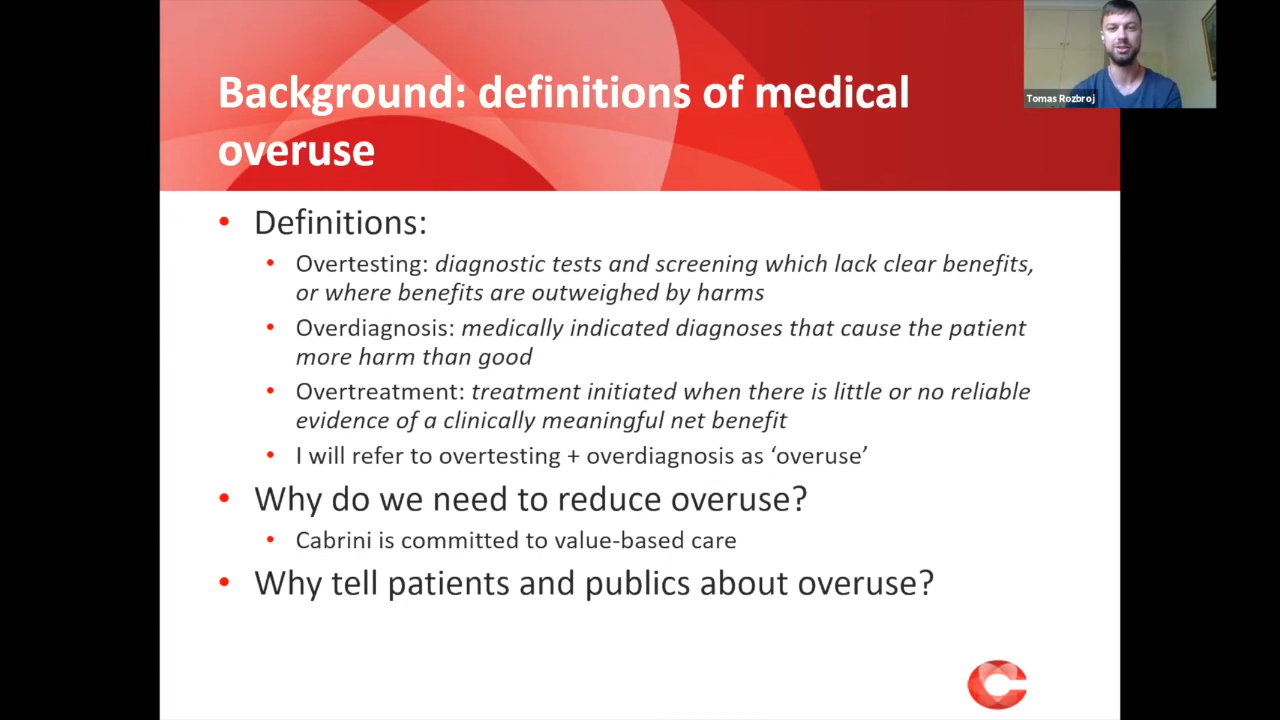 Background: definitions of medical
overuse
Tomas Rozbroj
• Definitions:
• Overtesting: diagnostic tests and screening which lack clear benefits,
or where benefits are outweighed by harms
• Overdiagnosis: medically indicated diagnoses that cause the patient
more harm than good
• Overtreatment: treatment initiated when there is little or no reliable
evidence of a clinically meaningful net benefit
• I will refer to overtesting + overdiagnosis as ‘overuse’
• Why do we need to reduce overuse?
• Cabrini is committed to value-based care
• Why tell patients and publics about overuse?